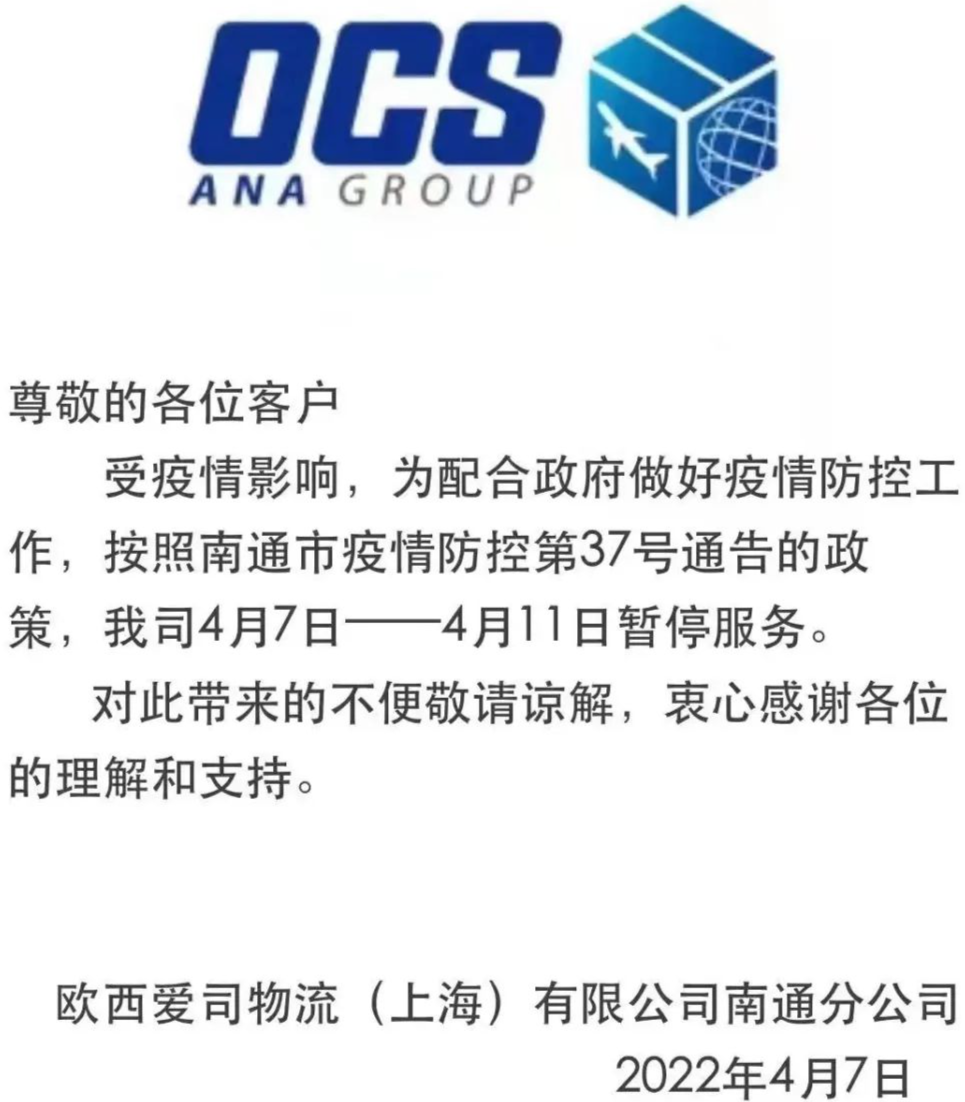 OCS
ANA GROUP
尊敬的各位客户
受疫情影响，为配合政府做好疫情防控工
作，按照南通市疫情防控第37号通告的政
策，我司4月7日——4月11日暂停服务。
对此带来的不便敬请谅解，衷心感谢各位
的理解和支持。
欧西爱司物流（上海）有限公司南通分公司
2022年4月7日